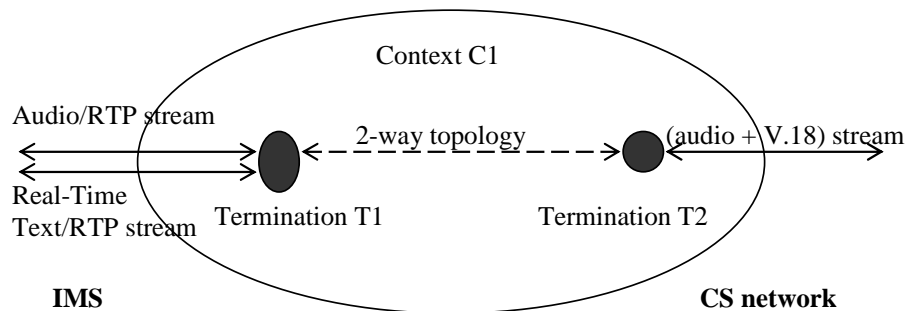 Context C1
Audio/RTP stream
2-way topology
(audio + V.18) stream
Real-Time
Text/RTP stream
Termination T1
Termination T2
IMS
CS network